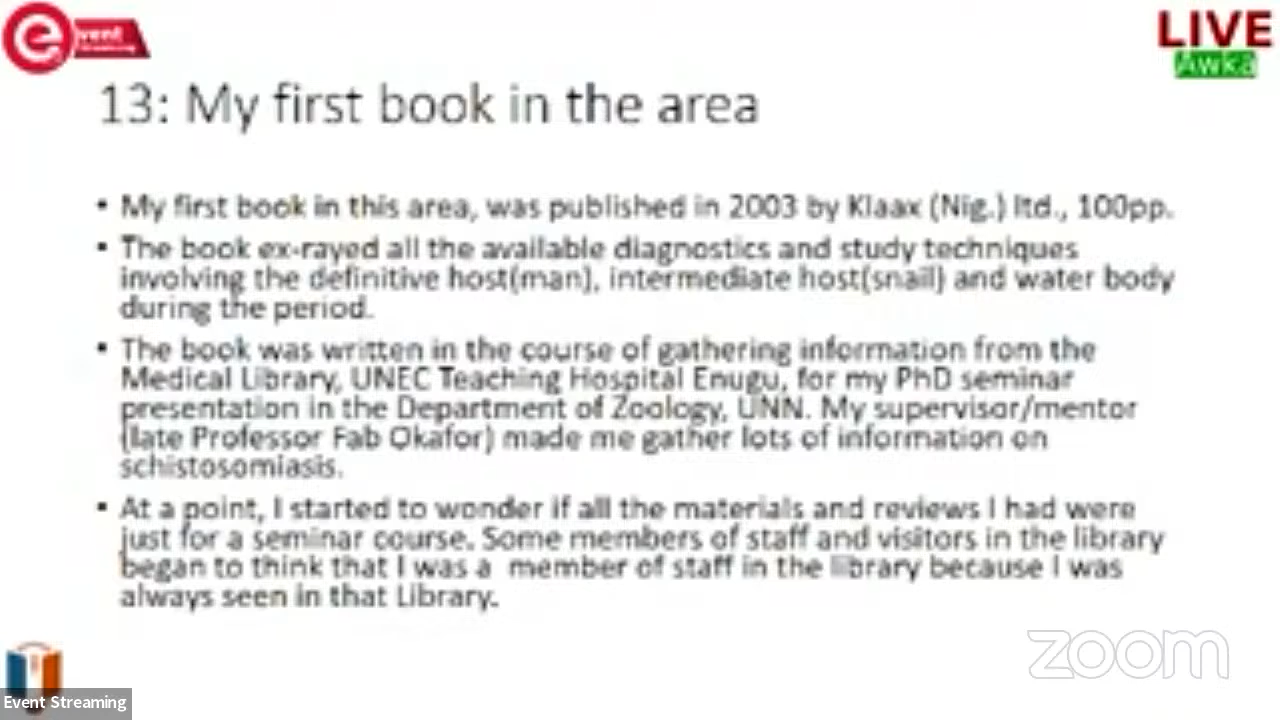 event
Streaming
LIVE
Awka
13: My first book in the area
• My first book in this area, was published in 2003 by Klaax (Nig.) ltd., 100pp.
• The book ex-rayed all the available diagnostics and study techniques
involving the definitive host(man), intermediate host(snail) and water body
during the period.
• The book was written in the course of gathering information from the
Medical Library, UNEC Teaching Hospital Enugu, for my PhD seminar
presentation in the Department of Zoology, UNN. My supervisor/mentor
(late Professor Fab Okafor) made me gather lots of information on
schistosomiasis.
• At a point, I started to wonder if all the materials and reviews I had were
just for a seminar course. Some members of staff and visitors in the library
began to think that I was a  member of staff in the library because I was
always seen in that Library.
zoom
Event Streaming